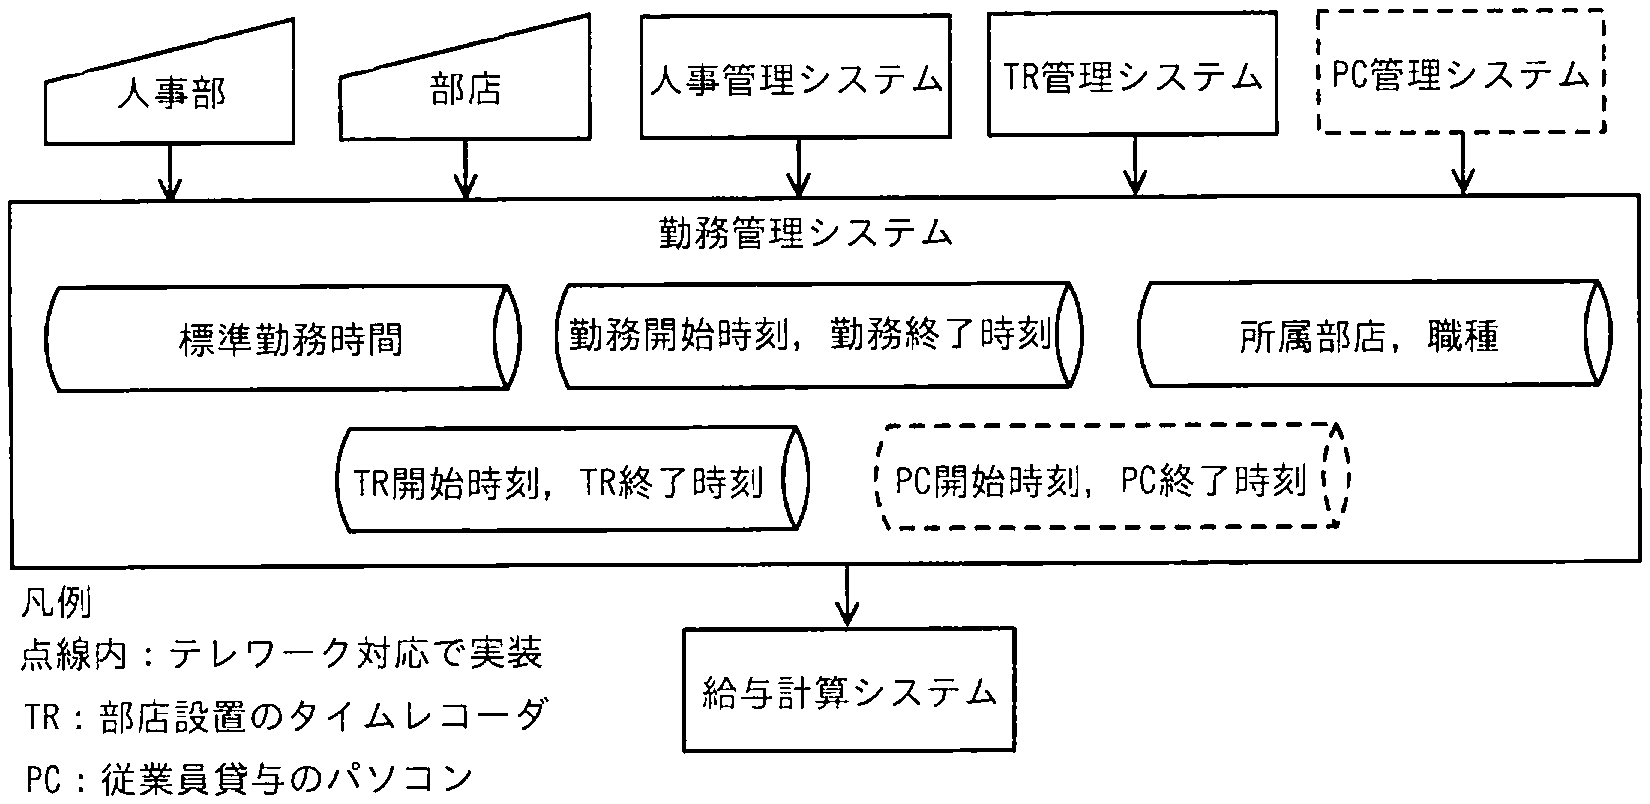 人事部
部店
人事管理システム
TR管理システム
PC管理システム
勤務管理システム
標準勤務時間
勤務開始時刻，勤務終了時刻
所属部店，職種
TR開始時刻，TR終了時刻
PC開始時刻，PC終了時刻
給与計算システム
凡例
点線内：テレワーク対応で実装
TR：部店設置のタイムレコーダ
PC：従業員貸与のパソコン